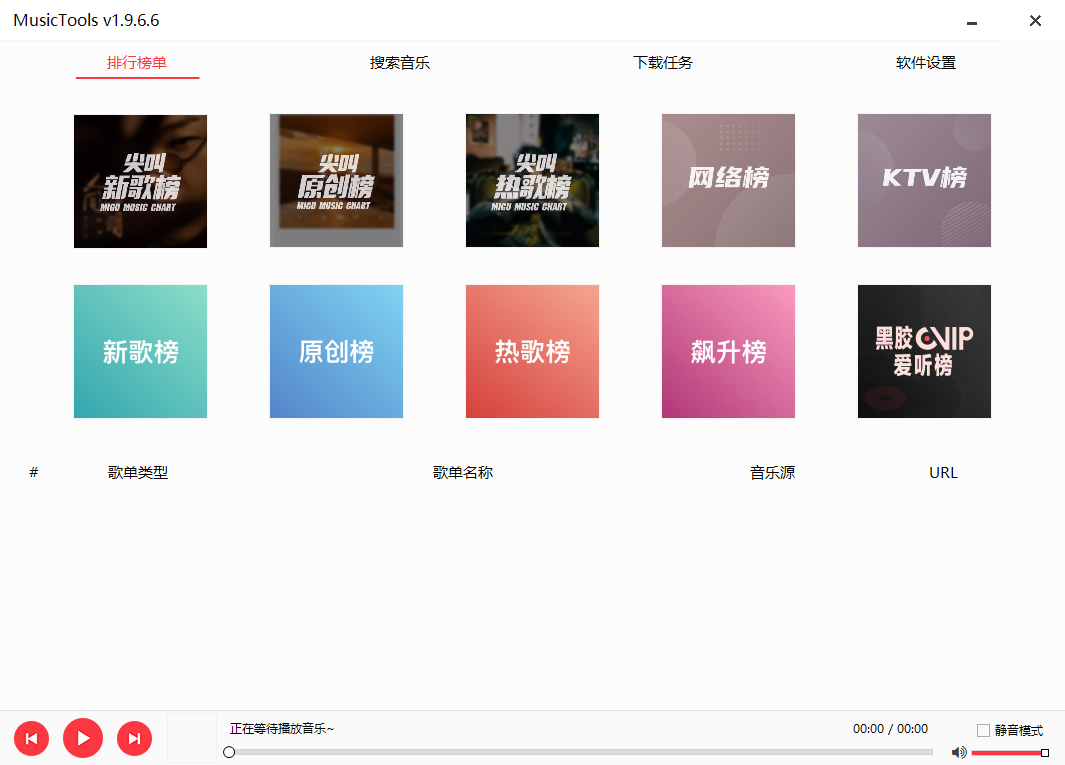 MusicTools v1.9.6.6
排行榜单
搜索音乐
下载任务
软件设置
尖叫
新歌榜
MIGU MUSIC CHART
尖叫
原创榜
MIGU MUSIC CHART
尖叫
热歌榜
MIGU MUSIC CHART
网络榜
KTV榜
新歌榜
原创榜
热歌榜
飙升榜
黑胶VIP
爱听榜
# 歌单类型 歌单名称 音乐源 URL
正在等待播放音乐~
00:00 / 00:00
静音模式